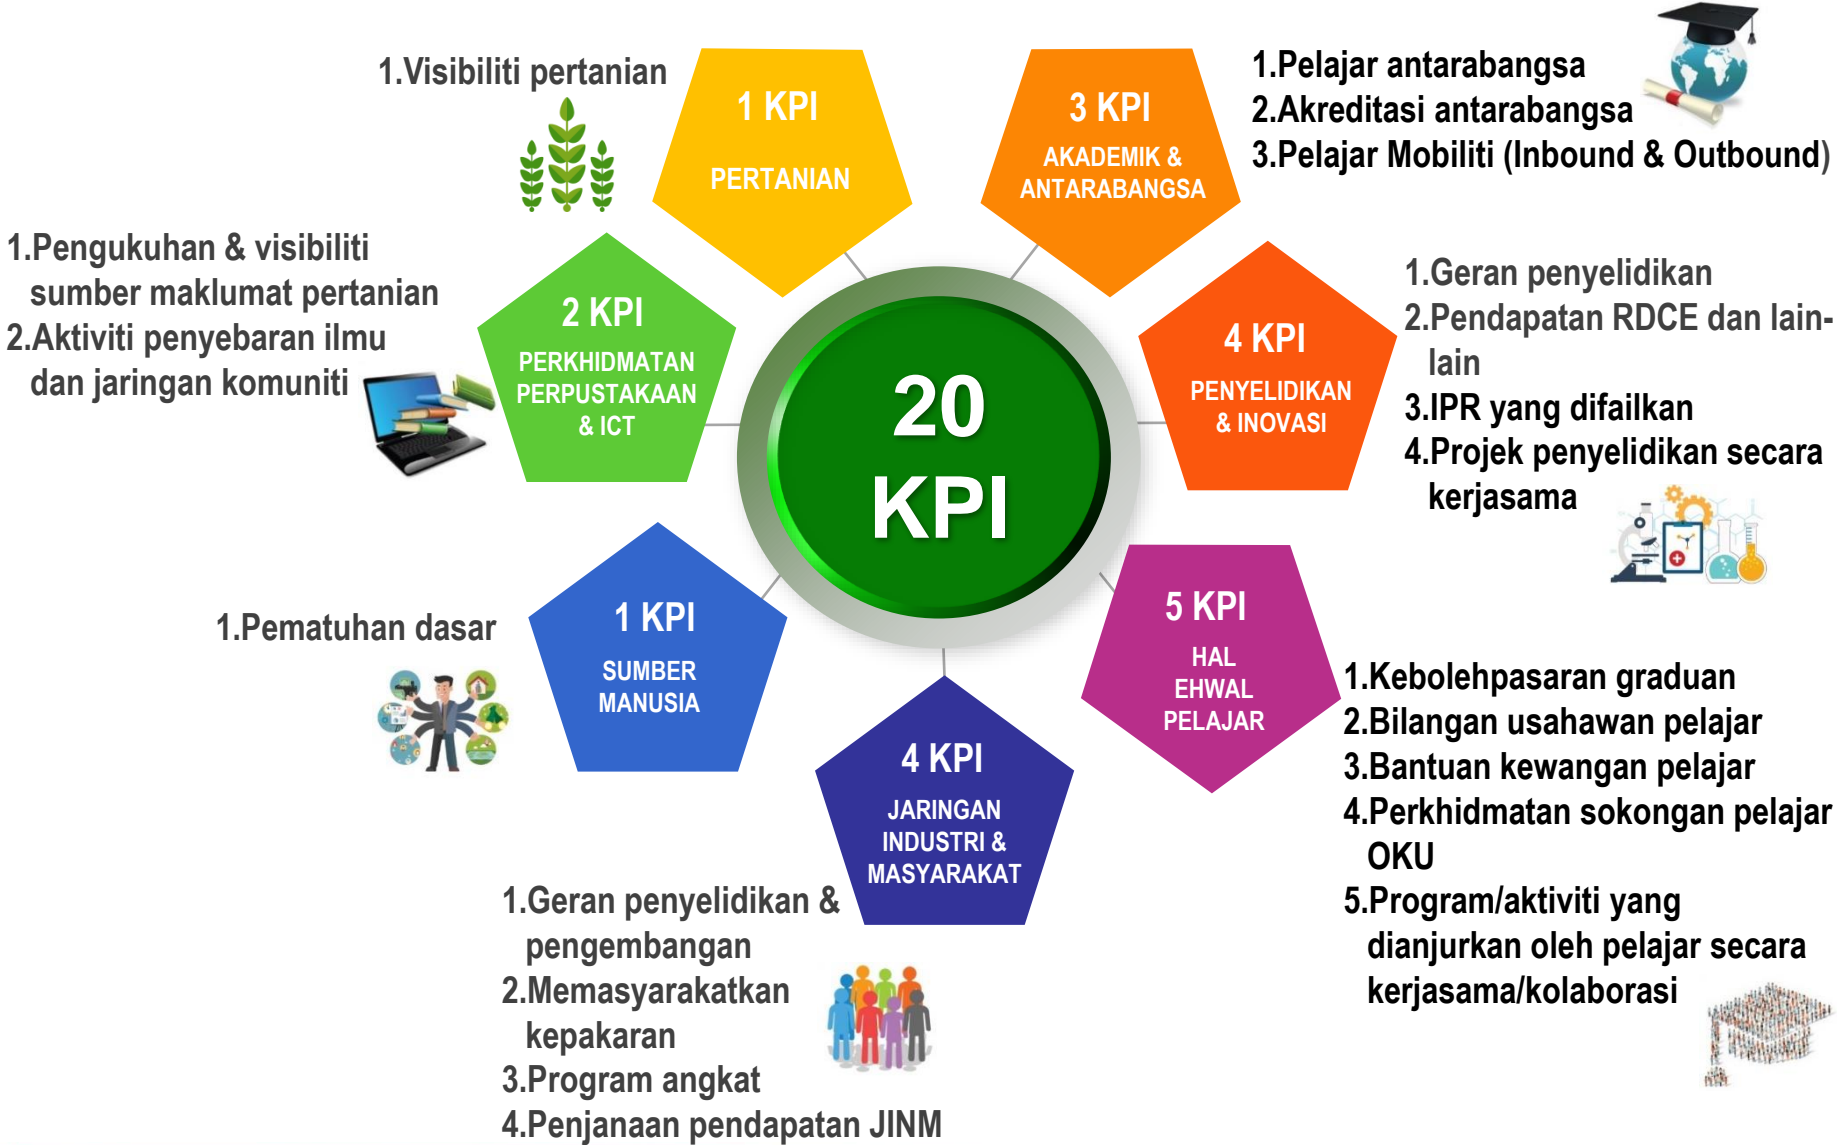 20
KPI
1 KPI
PERTANIAN
1.Visibiliti pertanian
3 KPI
AKADEMIK &
ANTARABANGSA
1.Pelajar antarabangsa
2.Akreditasi antarabangsa
3.Pelajar Mobiliti (Inbound & Outbound)
4 KPI
PENYELIDIKAN
& INOVASI
1.Geran penyelidikan
2.Pendapatan RDCE dan lain-
lain
3.IPR yang difailkan
4.Projek penyelidikan secara
kerjasama
5 KPI
HAL
EHWAL
PELAJAR
1.Kebolehpasaran graduan
2.Bilangan usahawan pelajar
3.Bantuan kewangan pelajar
4.Perkhidmatan sokongan pelajar
OKU
5.Program/aktiviti yang
dianjurkan oleh pelajar secara
kerjasama/kolaborasi
4 KPI
JARINGAN
INDUSTRI &
MASYARAKAT
1.Geran penyelidikan &
pengembangan
2.Memasyarakatkan
kepakaran
3.Program angkat
4.Penjanaan pendapatan JINM
1 KPI
SUMBER
MANUSIA
1.Pematuhan dasar
2 KPI
PERKHIDMATAN
PERPUSTAKAAN
& ICT
1.Pengukuhan & visibiliti
sumber maklumat pertanian
2.Aktiviti penyebaran ilmu
dan jaringan komuniti